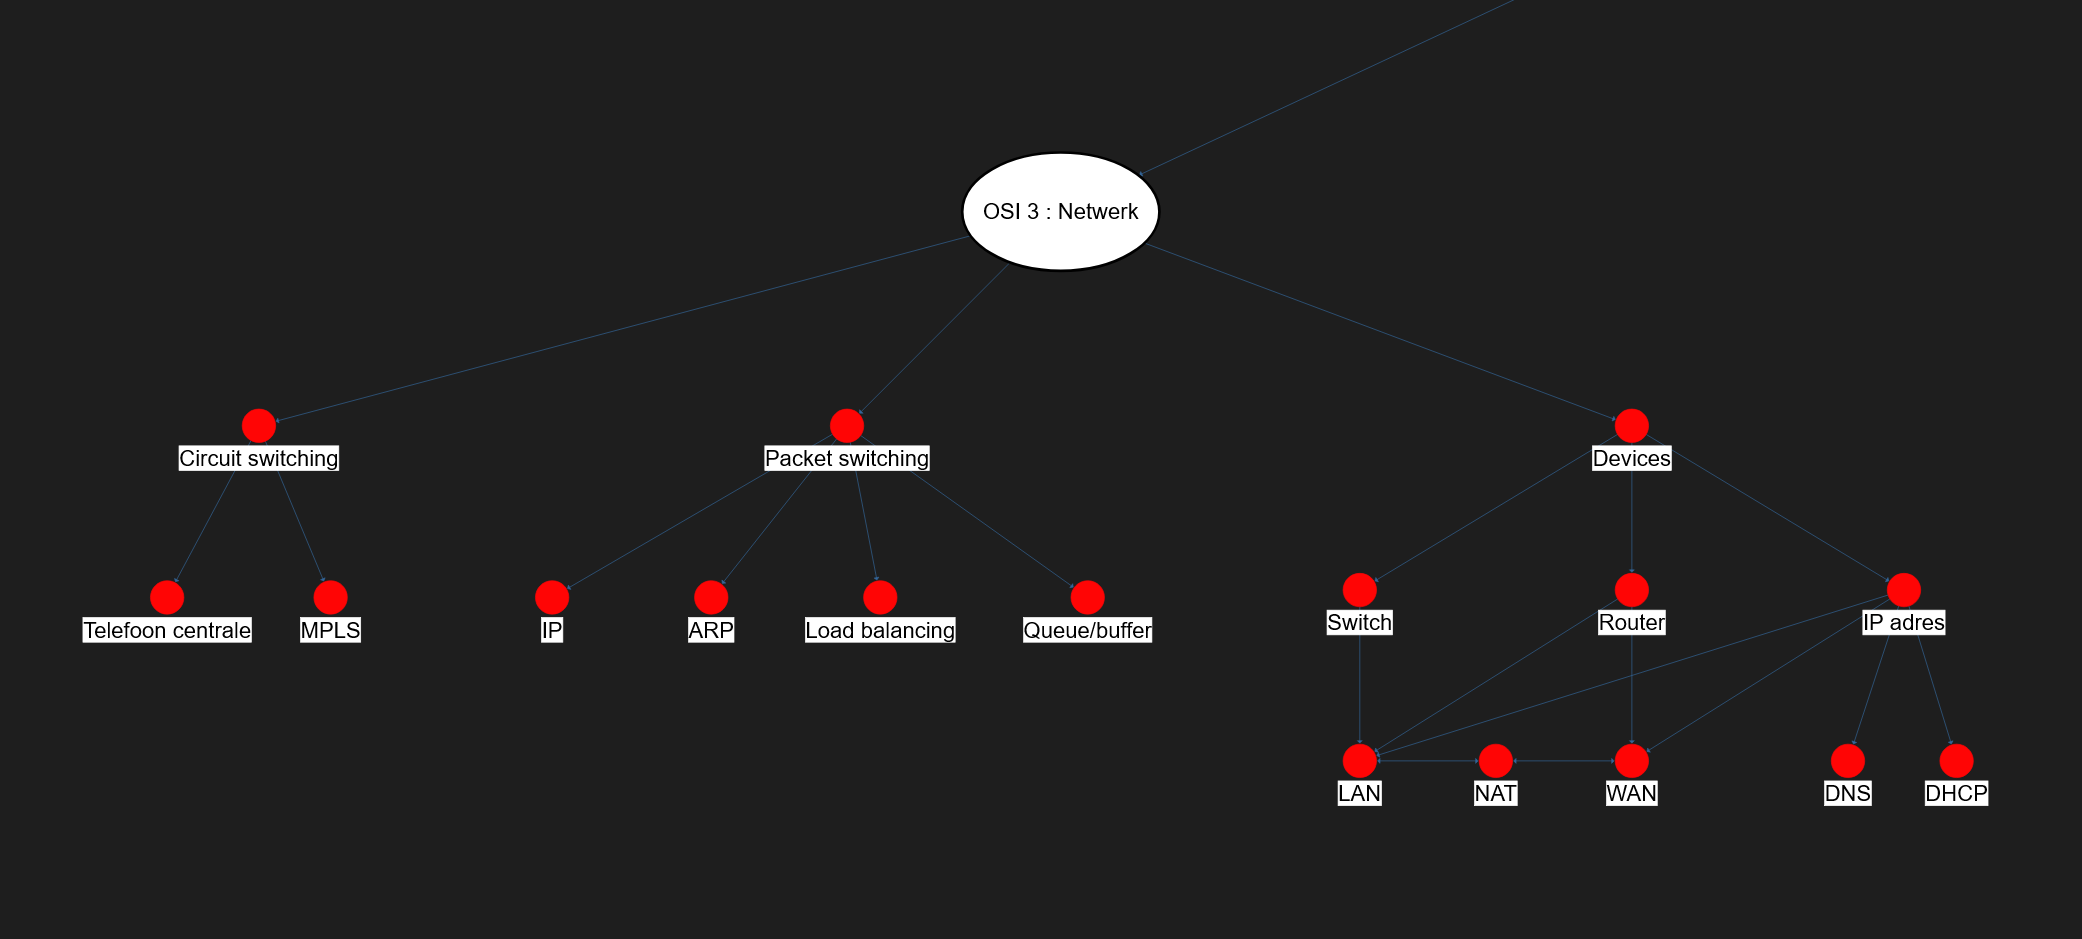 OSI 3 : Netwerk
Circuit switching
Packet switching
Devices
Telefoon centrale
MPLS
IP
ARP
Load balancing
Queue/buffer
Switch
Router
IP adres
LAN
NAT
WAN
DNS
DHCP